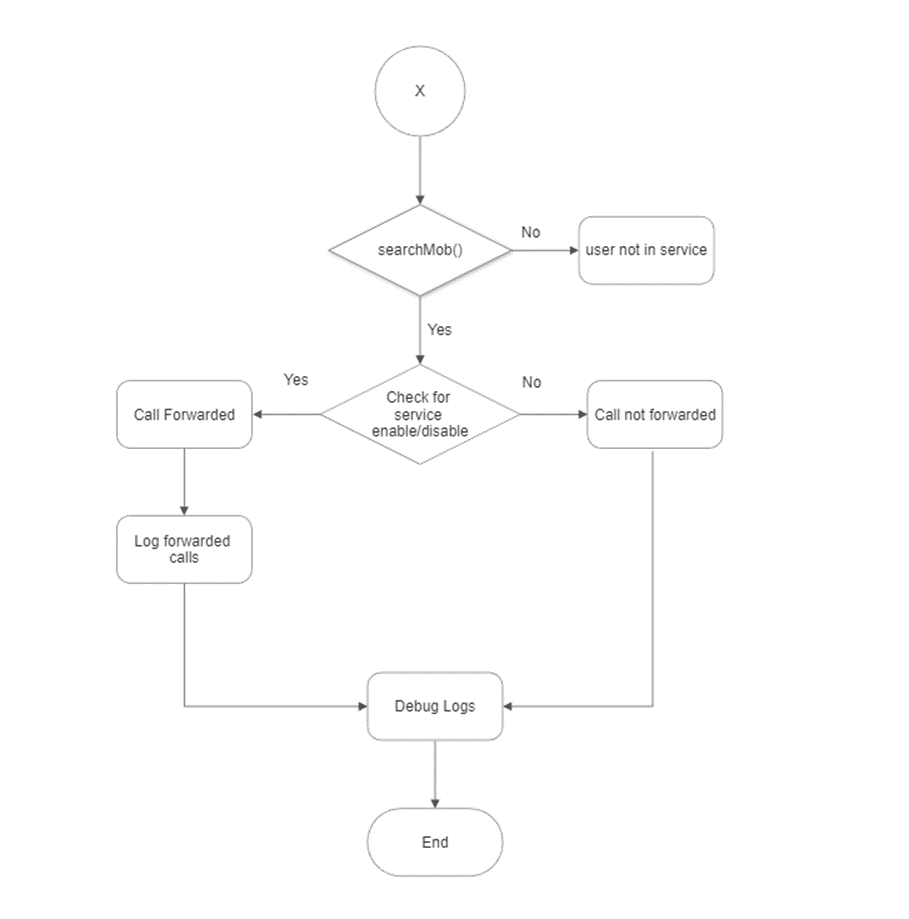 X
searchMob()
No
user not in service
Yes
Yes
No
Call Forwarded
Check for
service
enable/disable
Call not forwarded
Log forwarded
calls
Debug Logs
End